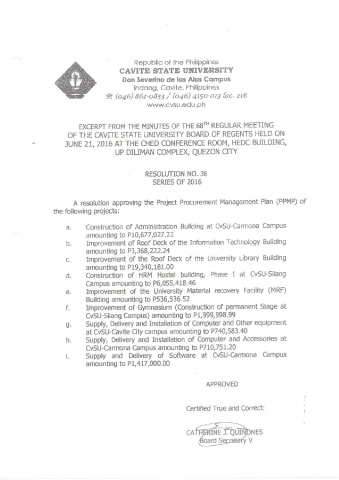 Republic of the Philippines
CAVITE STATE UNIVERSITY
Don Severino de las Alas Campus
Indang, Cavite, Philippines
☎ (046) 862-0853 / (046) 4150-013 loc. 216
www.cvsu.edu.ph
EXCERPT FROM THE MINUTES OF THE 68TH REGULAR MEETING
OF THE CAVITE STATE UNIVERSITY BOARD OF REGENTS HELD ON
JUNE 21, 2016 AT THE CHED CONFERENCE ROOM, HEDC BUILDING,
UP DILIMAN COMPLEX, QUEZON CITY
RESOLUTION NO. 36
SERIES OF 2016
A resolution approving the Project Procurement Management Plan (PPMP) of
the following projects:
a. Construction of Administration Building at CvSU-Carmona Campus
amounting to P10,677,027.22
b. Improvement of Roof Deck of the Information Technology Building
amounting to P3,368,222.24
c. Improvement of the Roof Deck of the University Library Building
amounting to P19,340,181.00
d. Construction of HRM Hostel building, Phase I at CvSU-Silang
Campus amounting to P6,055,418.46
e. Improvement of the University Material recovery Facility (MRF)
Building amounting to P536,536.52
f. Improvement of Gymnasium (Construction of permanent Stage at
CvSU-Silang Campus) amounting to P1,999,998.99
g. Supply, Delivery and Installation of Computer and Other equipment
at CvSU-Cavite City campus amounting to P740,583.40
h. Supply, Delivery and Installation of Computer and Accessories at
CvSU-Carmona Campus amounting to P710,751.20
i. Supply and Delivery of Software at CvSU-Carmona Campus
amounting to P1,417,000.00
APPROVED
Certified True and Correct:
CATHERINE J. QUIMONES
Board Secretary V